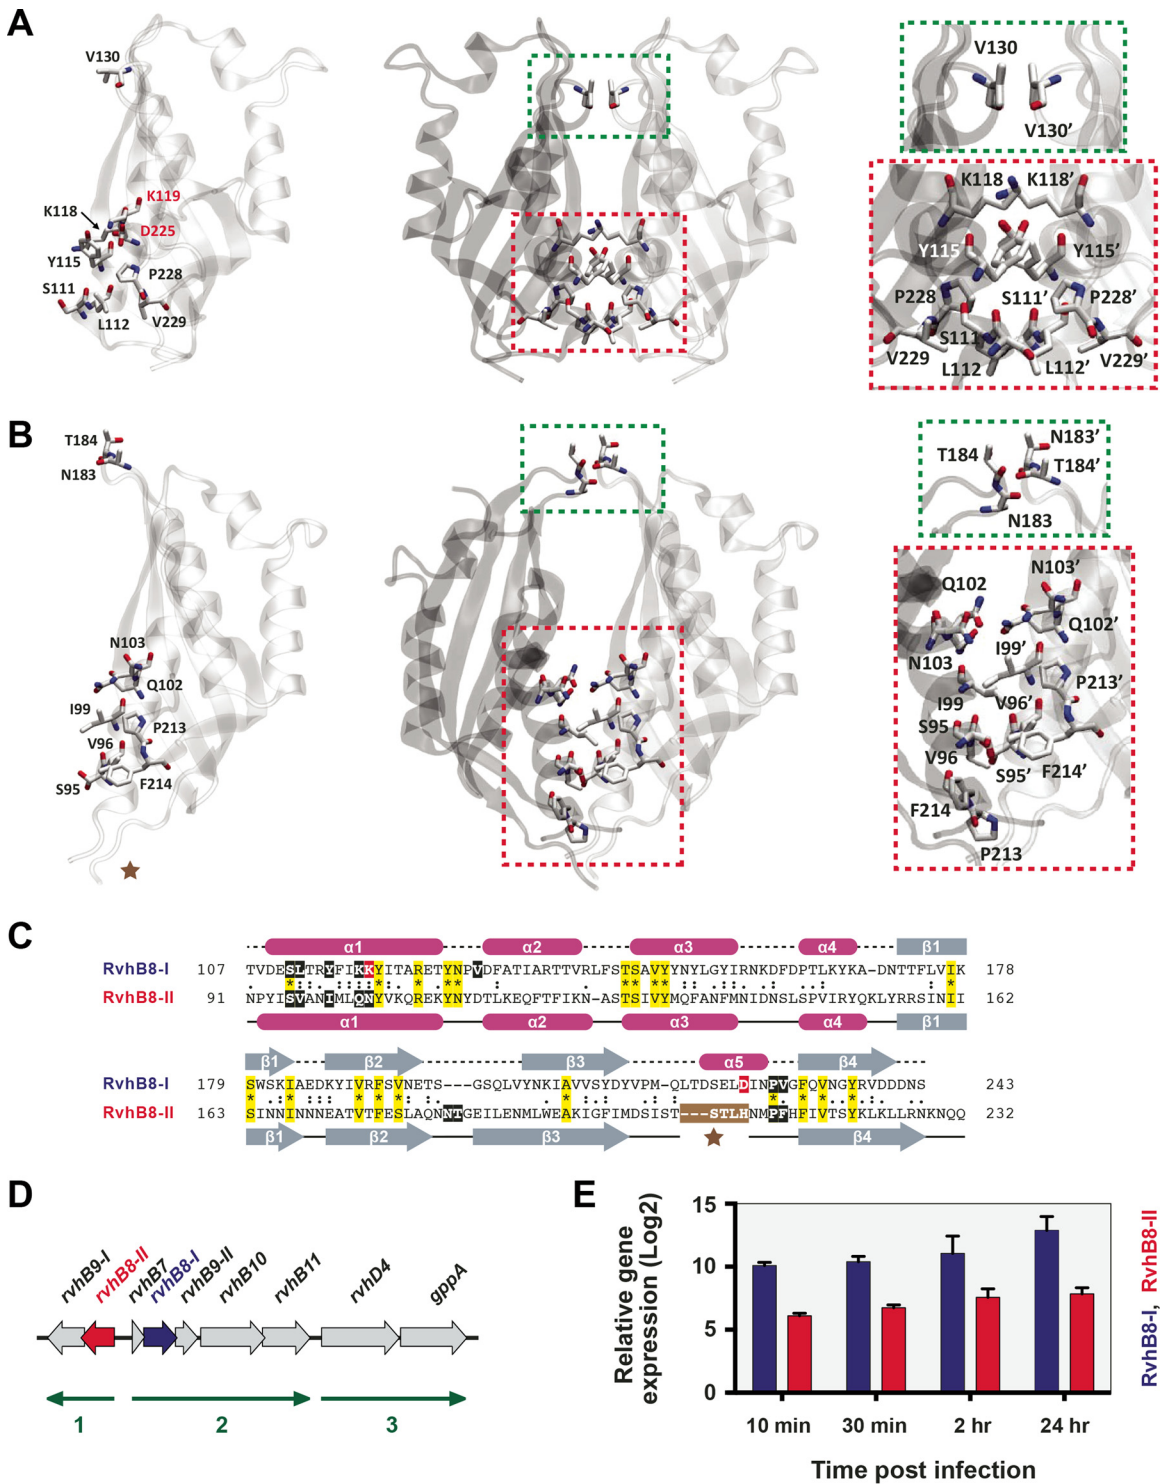 A
V130
K119
K118
D225
Y115
P228
S111
L112
V229
V130
V130'
K118 K118'
Y115 Y115'
P228 S111' P228'
S111
V229 L112 L112' V229'
B
T184
N183
N103
Q102
I99
P213
V96
S95
F214
N183'
T184 T184'
N183
N103'
Q102
Q102'
N103 I99'
P213'
I99 V96'
S95
V96 S95' F214'
F214
P213
C
α1 α2 α3 α4 β1
RvhB8-I 107 TVDESLTRYFIKKYITARETYNPVDFATIARTTVRLFSTSAVYYNYLGYIRNKDFDPTLKYKA-DNTTFLVIK 178
RvhB8-II 91 NPYISVANIMLQNYVKQREKYNYDTLKEQFTFIKN-ASTSIVYMQFANFMNIDNSLSPVIRYQKLYRRSINII 162
α1 α2 α3 α4 β1
β1 β2 β3 α5 β4
RvhB8-I 179 SWSKIAEDKYIVRFSVNETS---GSQLVYNKIAVVSYDYVPM-QLTDSELDINPVGFQVNGYRVDDDNS 243
RvhB8-II 163 SINNINNNEATVTFESLAQNNTGEILENMLWEAKIGFIMDSIST---STLHNMPFHFIVTSYKLKLLRNKNQQ 232
β1 β2 β3 β4
D
rvhB9-I rvhB8-II rvhB7 rvhB8-I rvhB9-II rvhB10 rvhB11 rvhD4 gppA
1 2 3
E
Relative gene
expression (Log2)
15
10
5
0
10 min 30 min 2 hr 24 hr
Time post infection
RvhB8-I, RvhB8-II